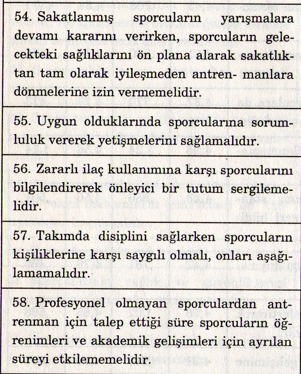 54. Sakatlanmış sporcuların yarışmalara
devamı kararını verirken, sporcuların gele-
cekteki sağlıklarını ön plana alarak sakatlık-
tan tam olarak iyileşmeden antren- manlara
dönmelerine izin vermemelidir.
55. Uygun olduklarında sporcularına sorum-
luluk vererek yetişmelerini sağlamalıdır.
56. Zararlı ilaç kullanımına karşı sporcularını
bilgilendirerek önleyici bir tutum sergileme-
lidir.
57. Takımda disiplini sağlarken sporcuların
kişiliklerine karşı saygılı olmalı, onları aşağı-
lamamalıdır.
58. Profesyonel olmayan sporculardan ant-
renman için talep ettiği süre sporcuların öğ-
renimleri ve akademik gelişimleri için ayrılan
süreyi etkilememelidir.